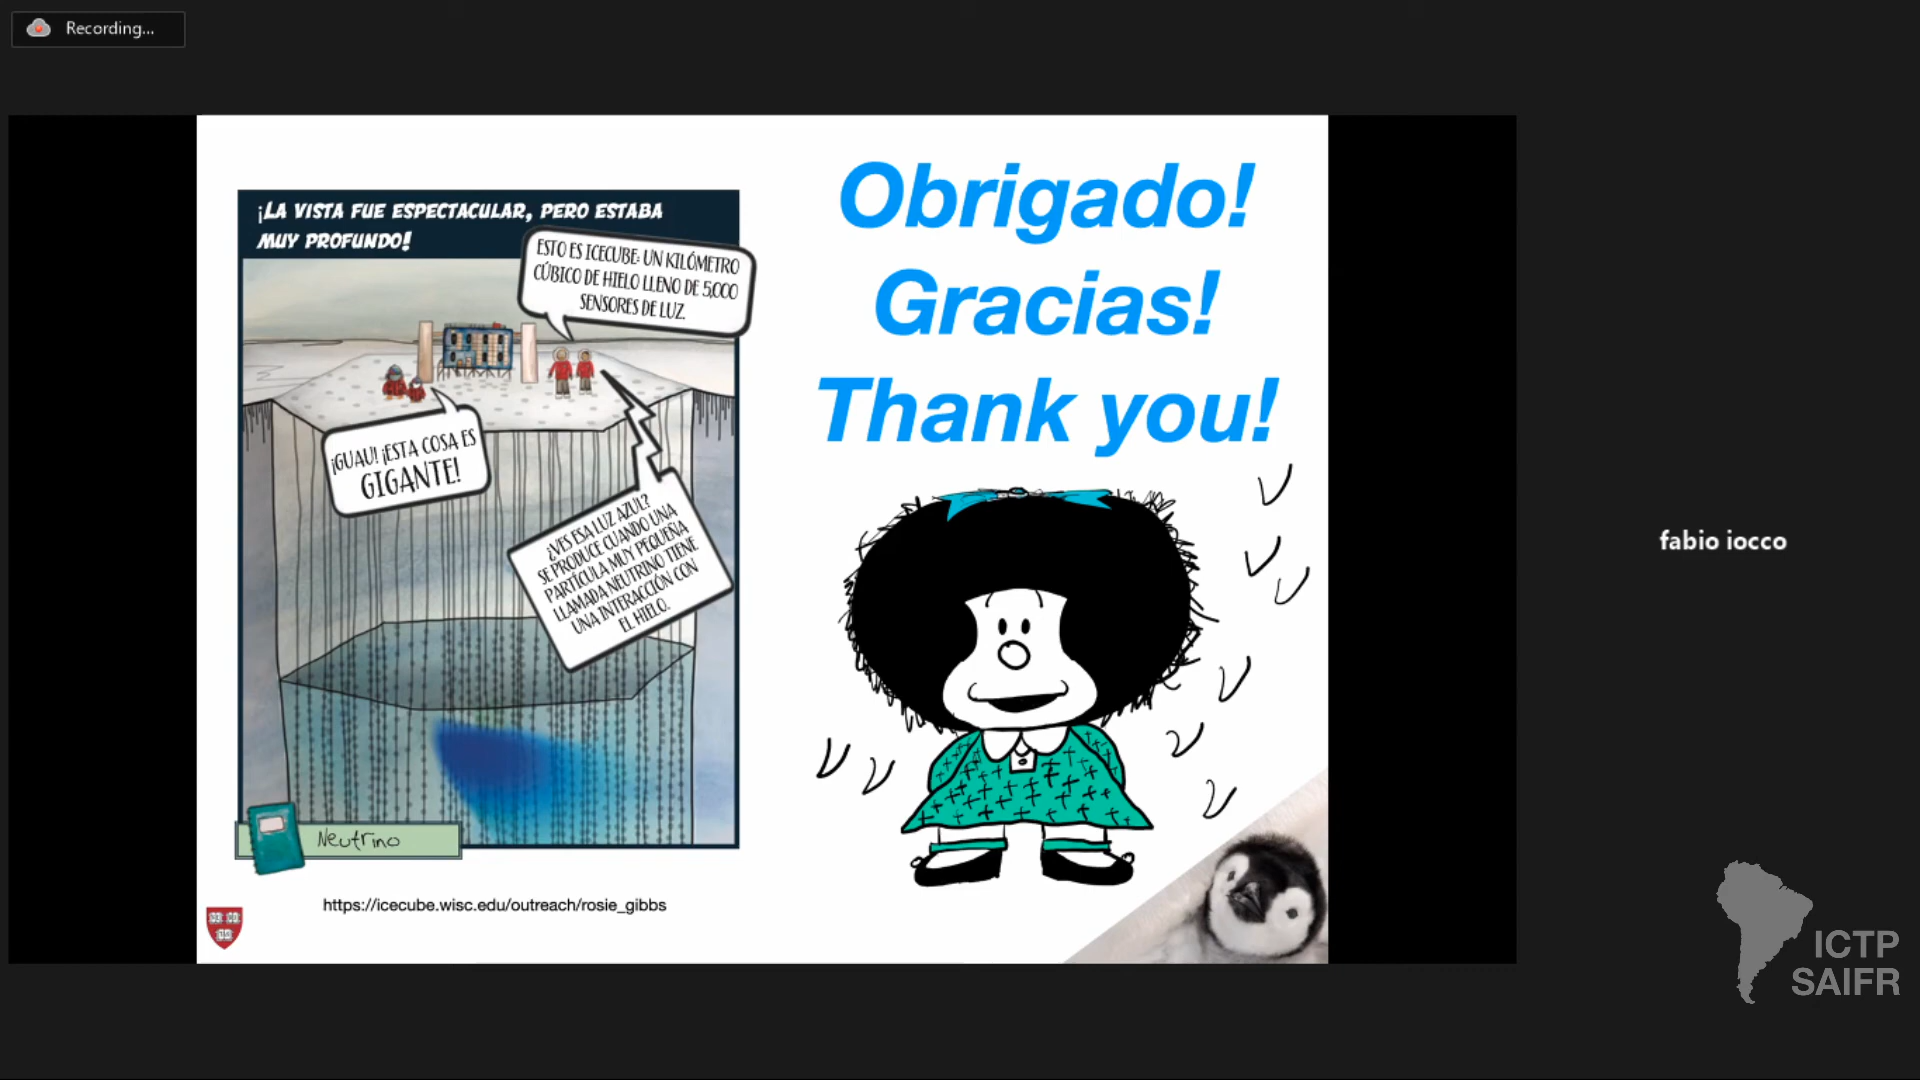 Recording...
¡LA VISTA FUE ESPECTACULAR, PERO ESTABA
MUY PROFUNDO!
ESTO ES ICECUBE: UN KILÓMETRO
CÚBICO DE HIELO LLENO DE 5,000
SENSORES DE LUZ.
¡GUAU! ¡ESTA COSA ES
GIGANTE!
¿VES ESA LUZ AZUL?
SE PRODUCE CUANDO UNA
PARTÍCULA MUY PEQUEÑA
LLAMADA NEUTRINO TIENE
UNA INTERACCIÓN CON
EL HIELO.
Neutrino
https://icecube.wisc.edu/outreach/rosie_gibbs
Obrigado!
Gracias!
Thank you!
fabio iocco
ICTP
SAIFR